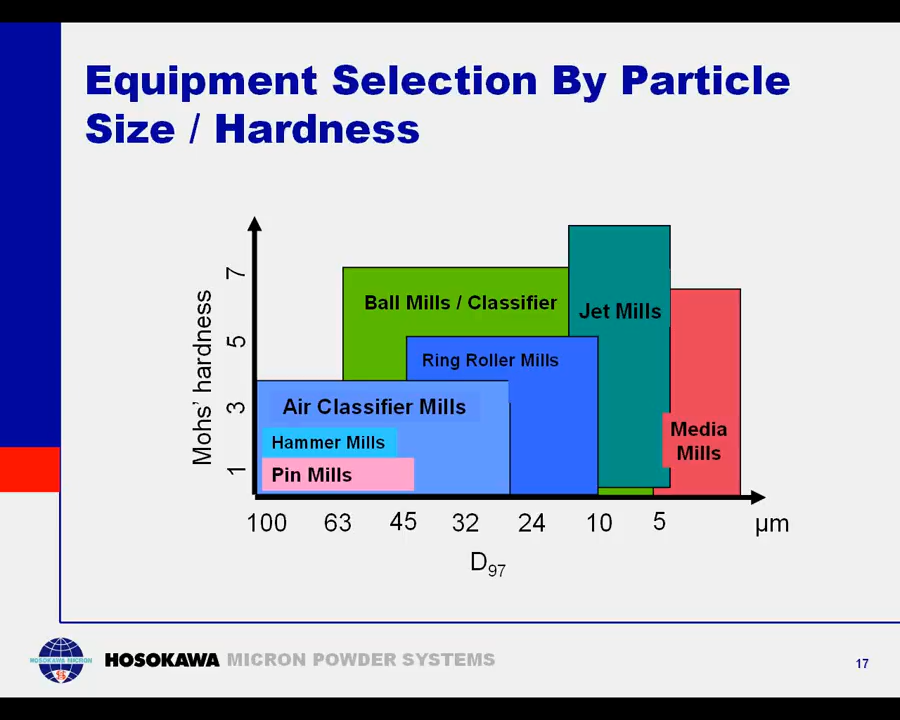 Equipment Selection By Particle
Size / Hardness
Mohs' hardness
7
5
3
1
Ball Mills / Classifier
Jet Mills
Ring Roller Mills
Air Classifier Mills
Hammer Mills
Pin Mills
Media
Mills
100 63 45 32 24 10 5 µm
D97
HOSOKAWA MICRON
HOSOKAWA MICRON POWDER SYSTEMS
17